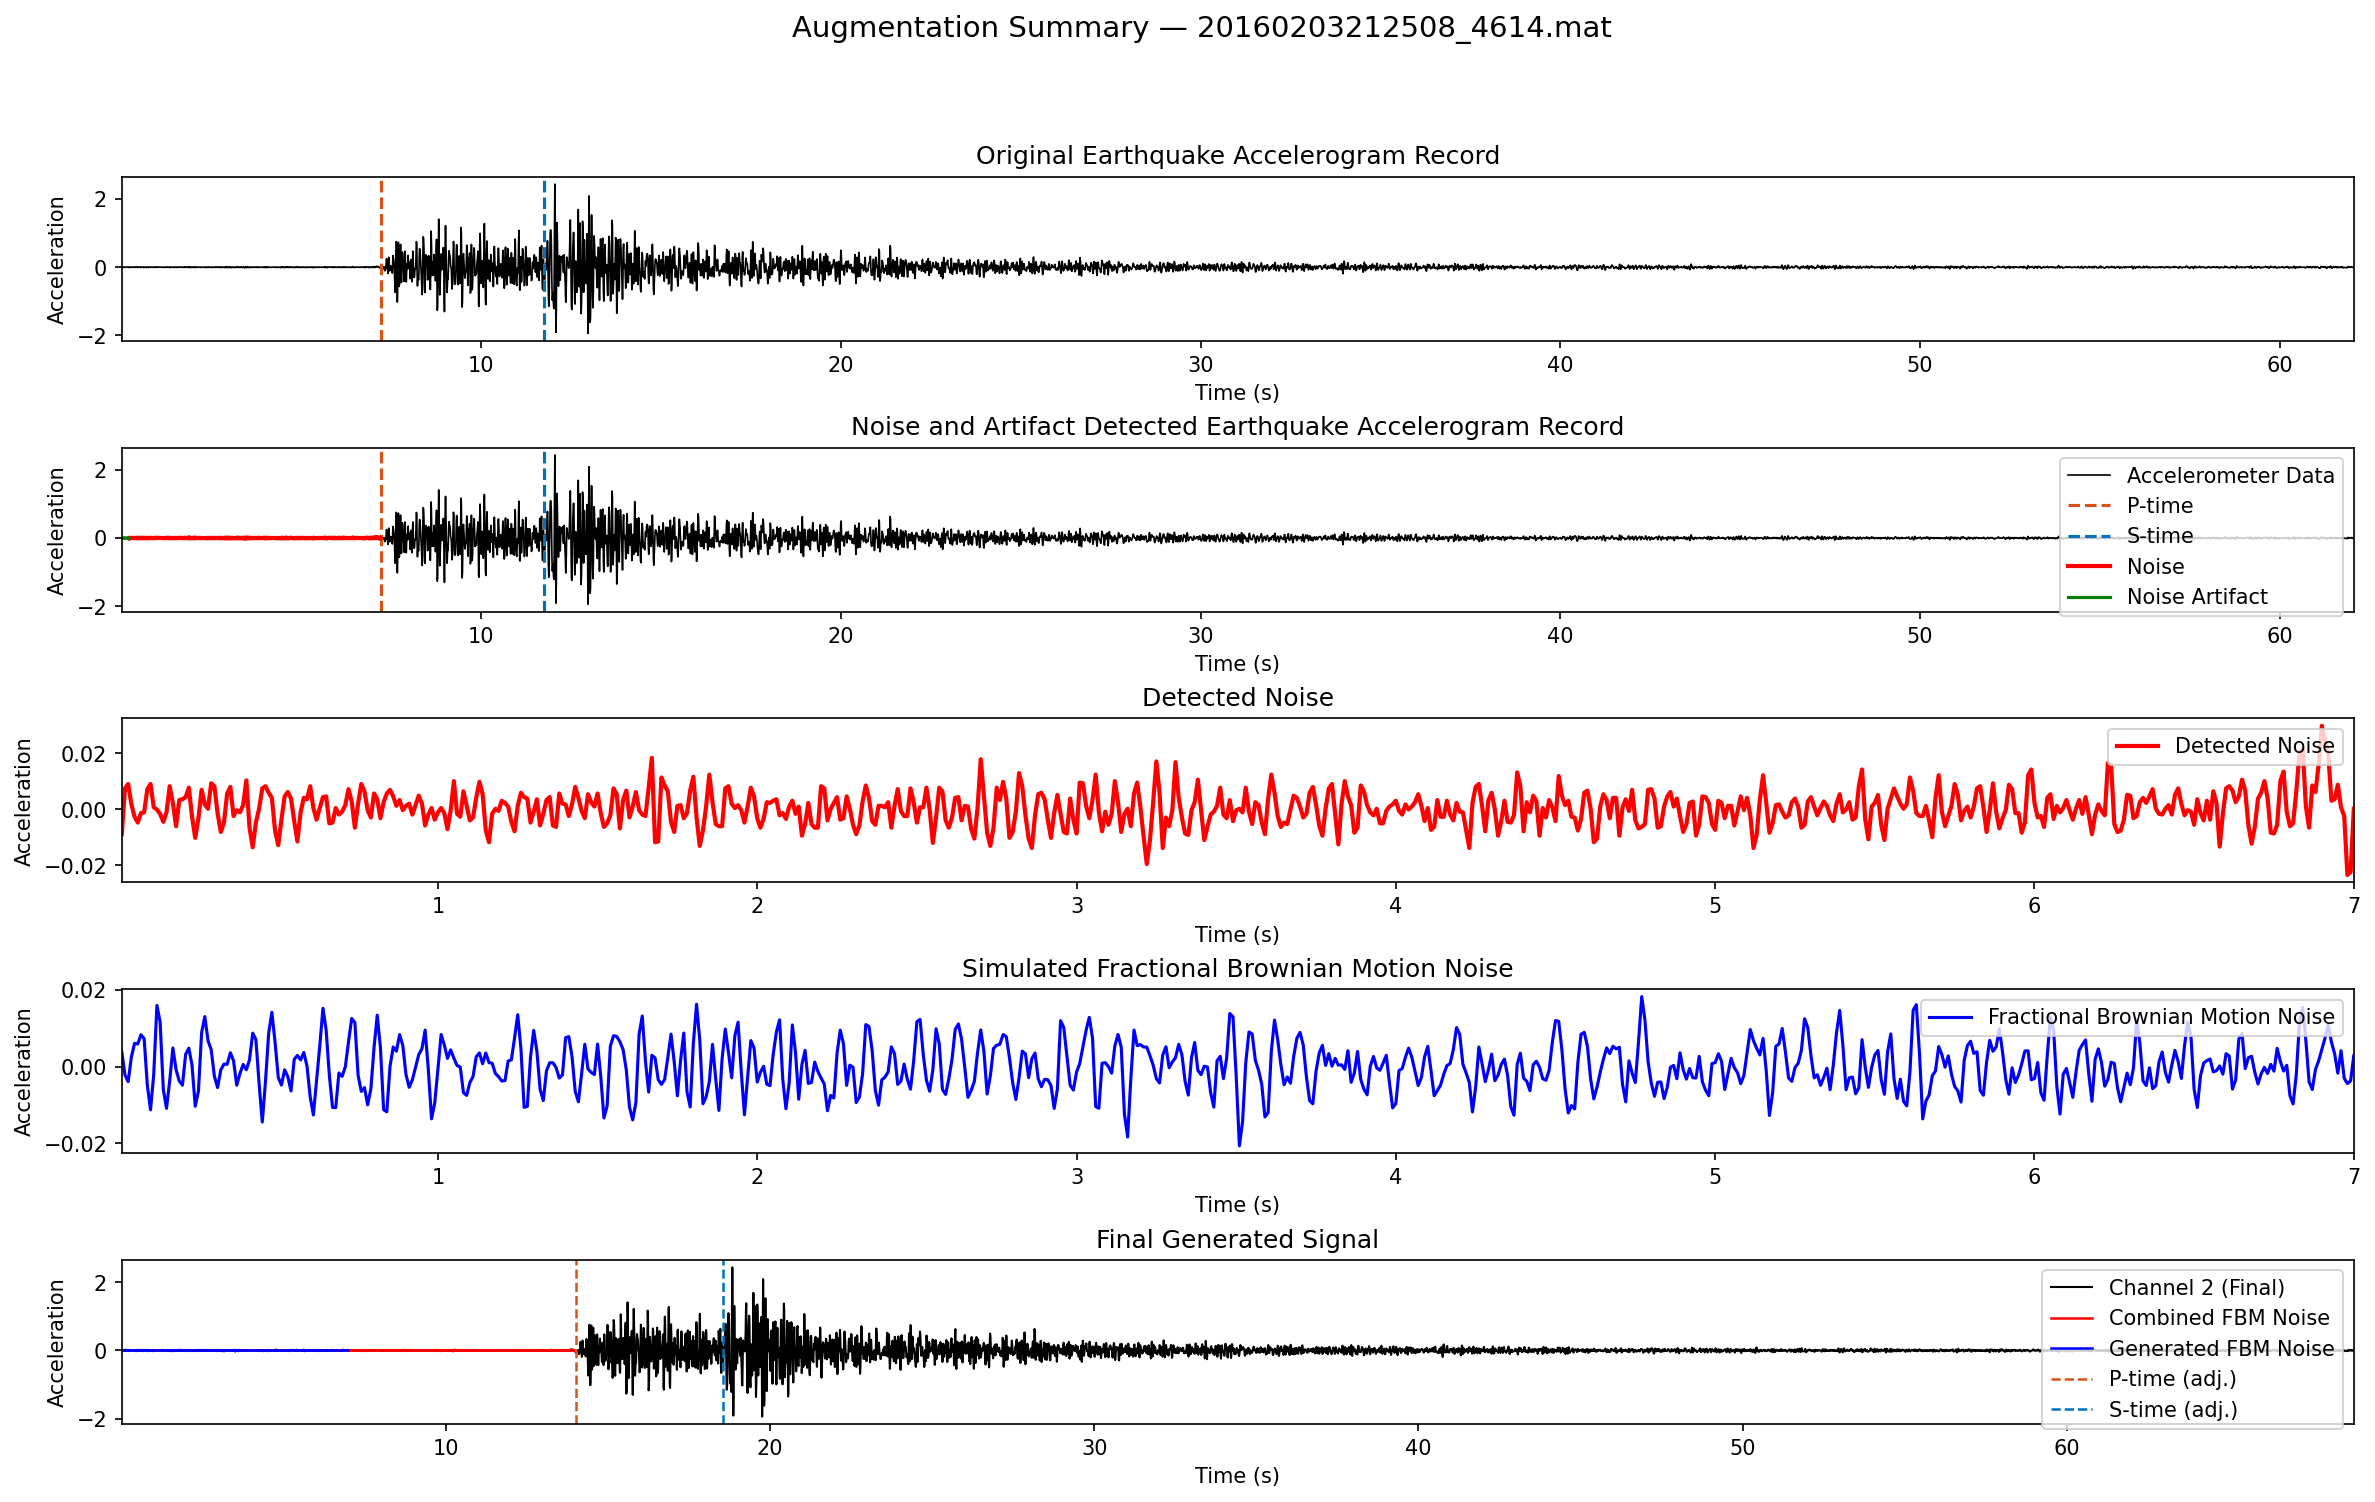 Augmentation Summary — 20160203212508_4614.mat
Original Earthquake Accelerogram Record
Acceleration
2
0
−2
10 20 30 40 50 60
Time (s)
Noise and Artifact Detected Earthquake Accelerogram Record
Acceleration
2
0
−2
Accelerometer Data
P-time
S-time
Noise
Noise Artifact
10 20 30 40 50 60
Time (s)
Detected Noise
Acceleration
0.02
0.00
−0.02
Detected Noise
1 2 3 4 5 6 7
Time (s)
Simulated Fractional Brownian Motion Noise
Acceleration
0.02
0.00
−0.02
Fractional Brownian Motion Noise
1 2 3 4 5 6 7
Time (s)
Final Generated Signal
Acceleration
2
0
−2
Channel 2 (Final)
Combined FBM Noise
Generated FBM Noise
P-time (adj.)
S-time (adj.)
10 20 30 40 50 60
Time (s)